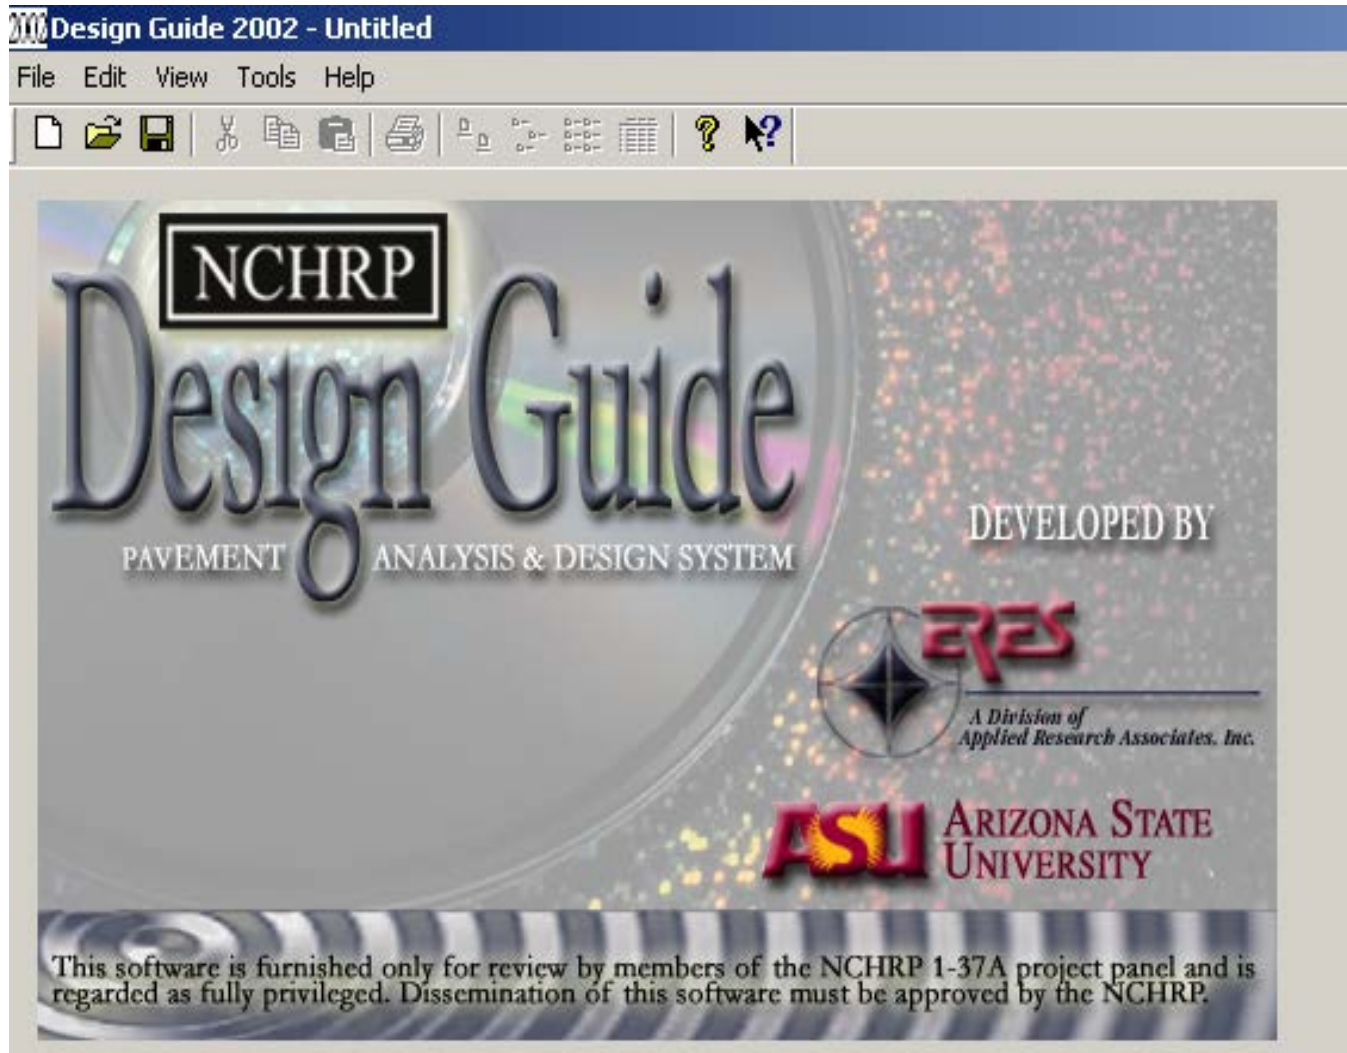 Design Guide 2002 - Untitled
File Edit View Tools Help
NCHRP
Design Guide
PAVEMENT ANALYSIS & DESIGN SYSTEM
DEVELOPED BY
ERES
A Division of
Applied Research Associates, Inc.
ASU ARIZONA STATE
UNIVERSITY
This software is furnished only for review by members of the NCHRP 1-37A project panel and is
regarded as fully privileged. Dissemination of this software must be approved by the NCHRP.